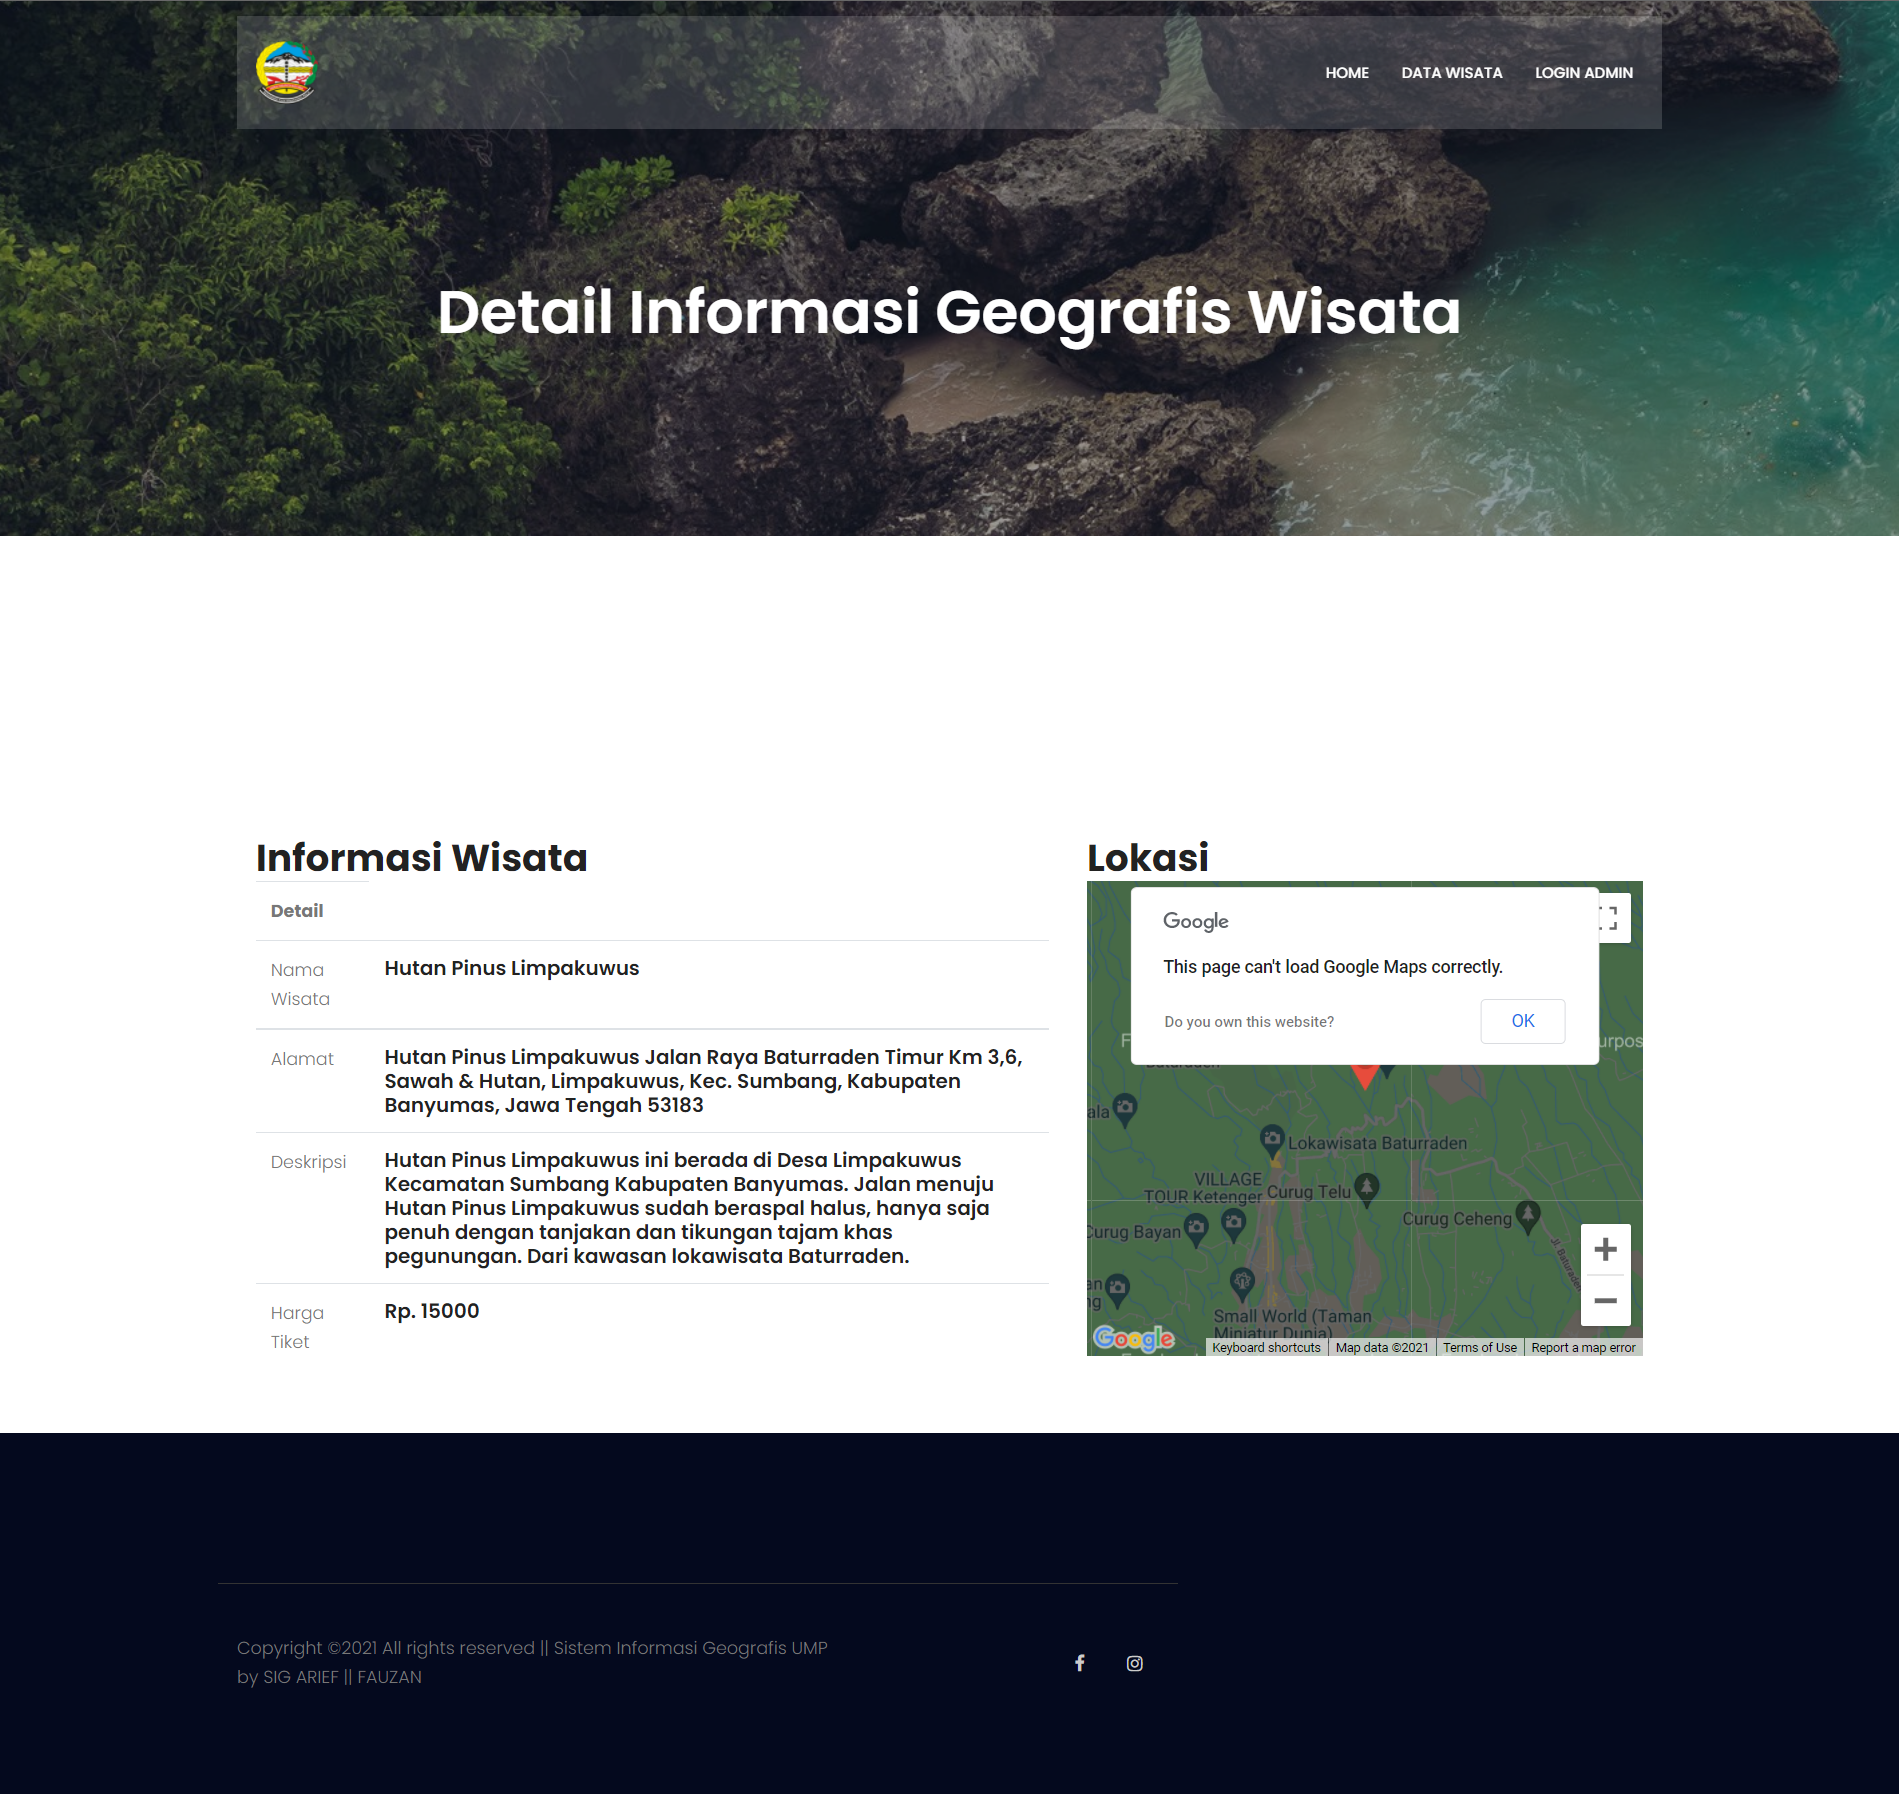 HOME DATA WISATA LOGIN ADMIN
Detail Informasi Geografis Wisata
Informasi Wisata
Detail
Nama Wisata
Hutan Pinus Limpakuwus
Alamat
Hutan Pinus Limpakuwus Jalan Raya Baturraden Timur Km 3,6,
Sawah & Hutan, Limpakuwus, Kec. Sumbang, Kabupaten
Banyumas, Jawa Tengah 53183
Deskripsi
Hutan Pinus Limpakuwus ini berada di Desa Limpakuwus
Kecamatan Sumbang Kabupaten Banyumas. Jalan menuju
Hutan Pinus Limpakuwus sudah beraspal halus, hanya saja
penuh dengan tanjakan dan tikungan tajam khas
pegunungan. Dari kawasan lokawisata Baturraden.
Harga
Tiket
Rp. 15000
Lokasi
Google
This page can't load Google Maps correctly.
Do you own this website?
OK
Lokawisata Baturraden
VILLAGE
TOUR Ketenger
Curug Telu
Curug Ceheng
Curug Bayan
Jl. Baturraden
Small World (Taman
Miniatur Dunia)
Google
Keyboard shortcuts Map data ©2021 Terms of Use Report a map error
Copyright ©2021 All rights reserved || Sistem Informasi Geografis UMP
by SIG ARIEF || FAUZAN